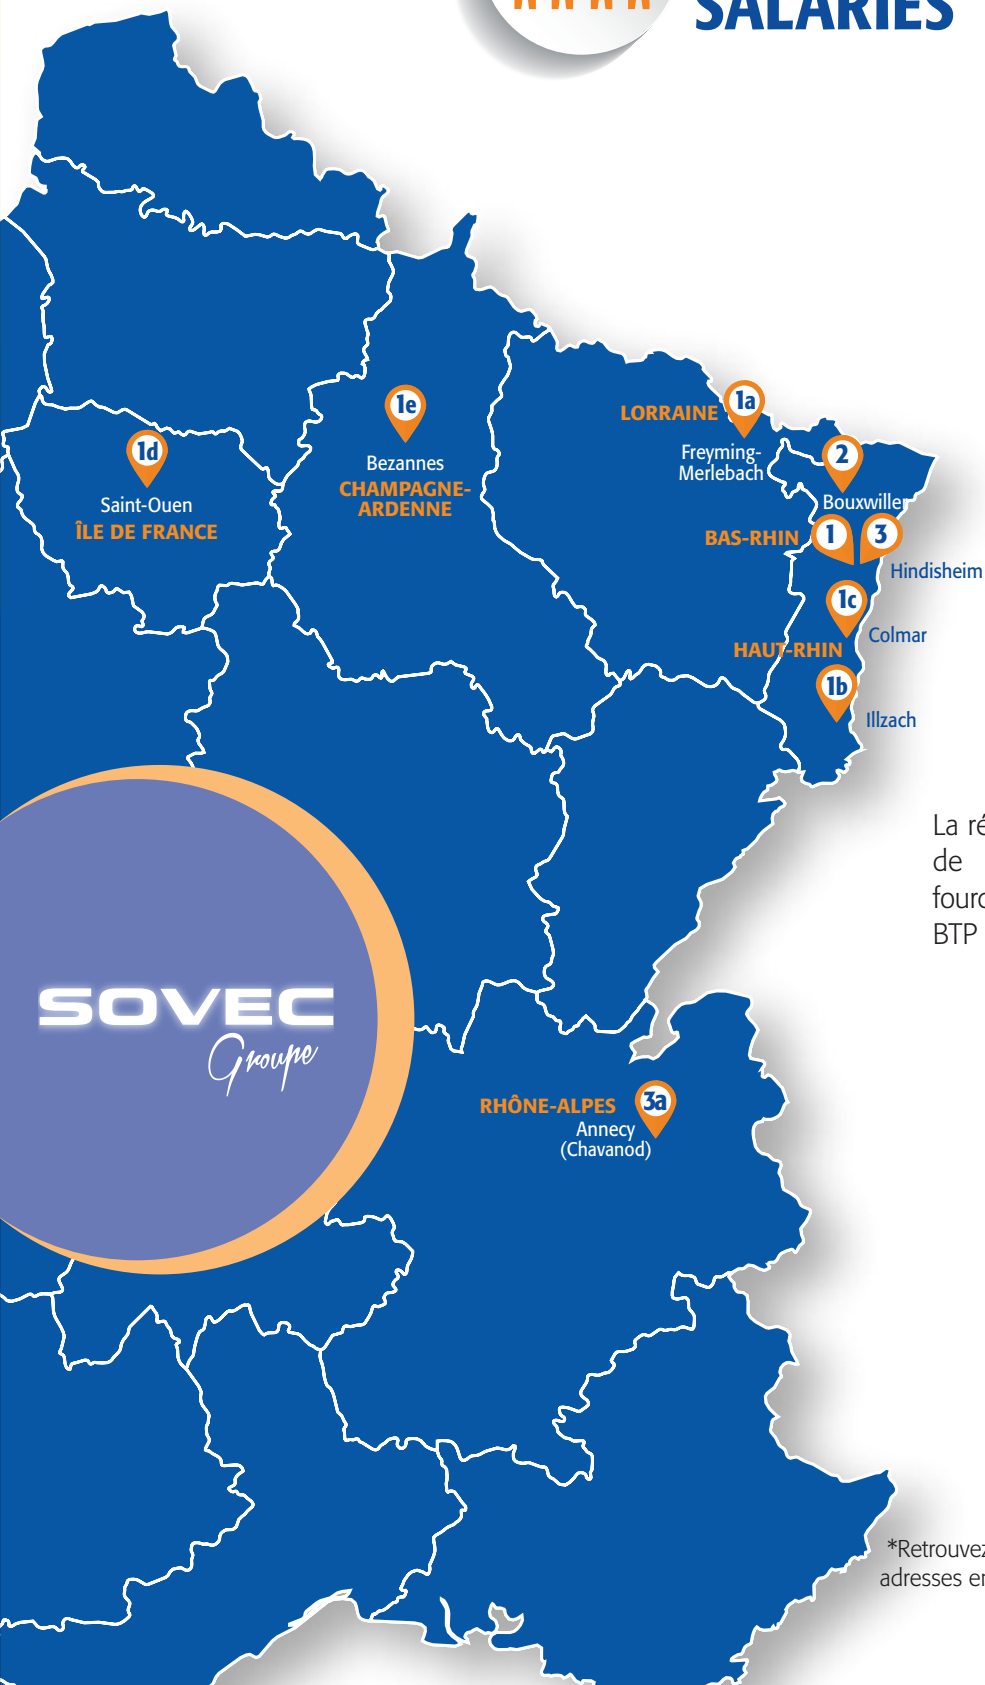 SALARIÉS
1e
Bezannes
CHAMPAGNE-
ARDENNE
1d
Saint-Ouen
ÎLE DE FRANCE
LORRAINE
1a
Freyming-
Merlebach
2
Bouxwiller
BAS-RHIN
1
3
Hindisheim
1c
Colmar
HAUT-RHIN
1b
Illzach
La ré
de
BTP
SOVEC
Groupe
RHÔNE-ALPES
3a
Annecy
(Chavanod)
*Retrouvez
adresses en